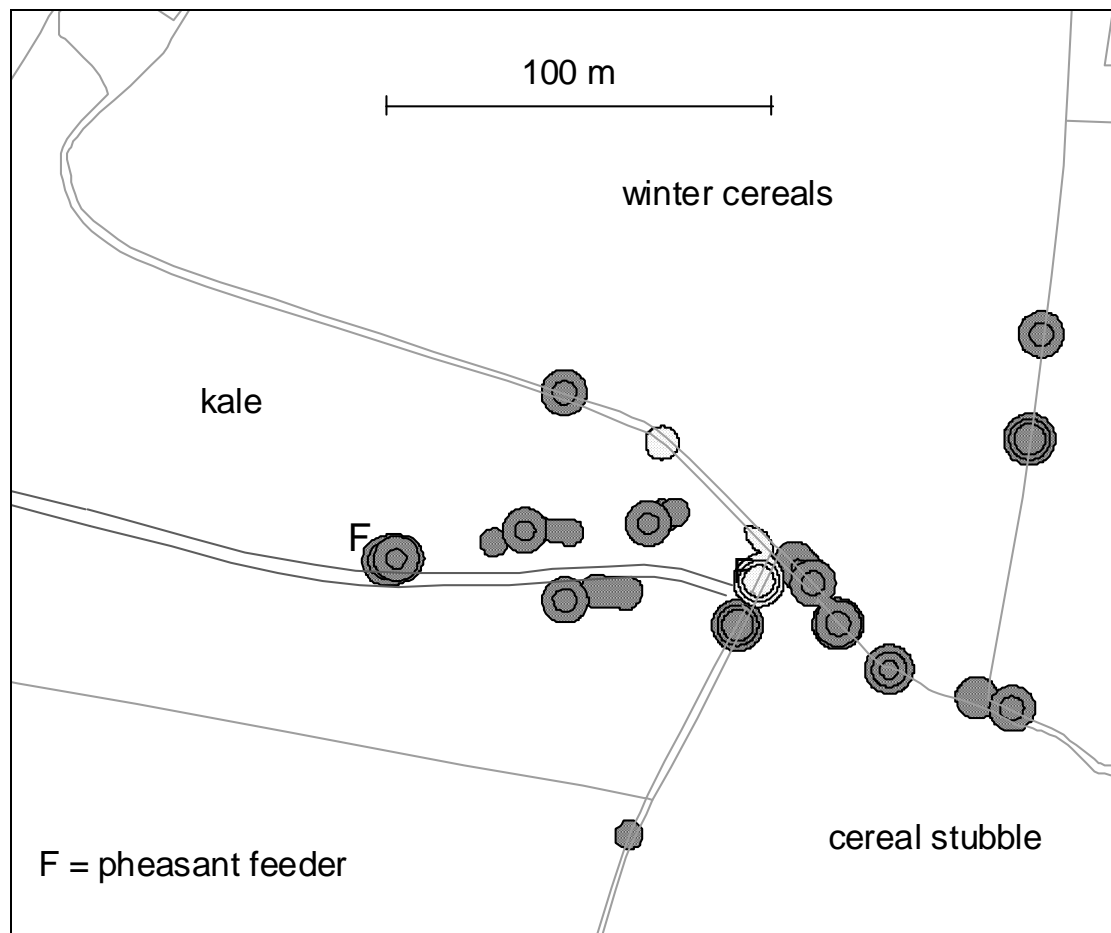 100 m
winter cereals
kale
F
F
cereal stubble
F = pheasant feeder